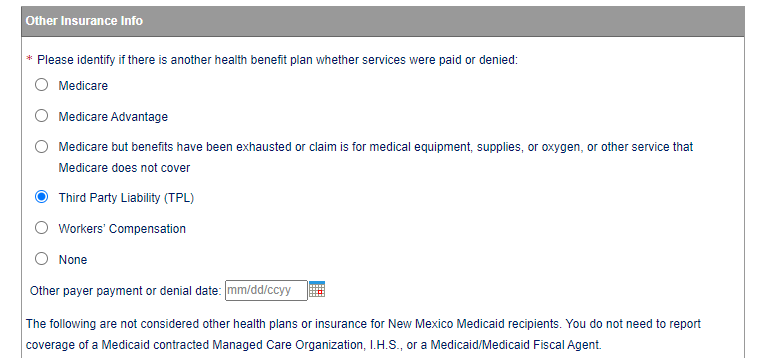 Other Insurance Info
* Please identify if there is another health benefit plan whether services were paid or denied:
Medicare
Medicare Advantage
Medicare but benefits have been exhausted or claim is for medical equipment, supplies, or oxygen, or other service that
Medicare does not cover
Third Party Liability (TPL)
Workers' Compensation
None
Other payer payment or denial date: mm/dd/ccyy
The following are not considered other health plans or insurance for New Mexico Medicaid recipients. You do not need to report
coverage of a Medicaid contracted Managed Care Organization, I.H.S., or a Medicaid/Medicaid Fiscal Agent.